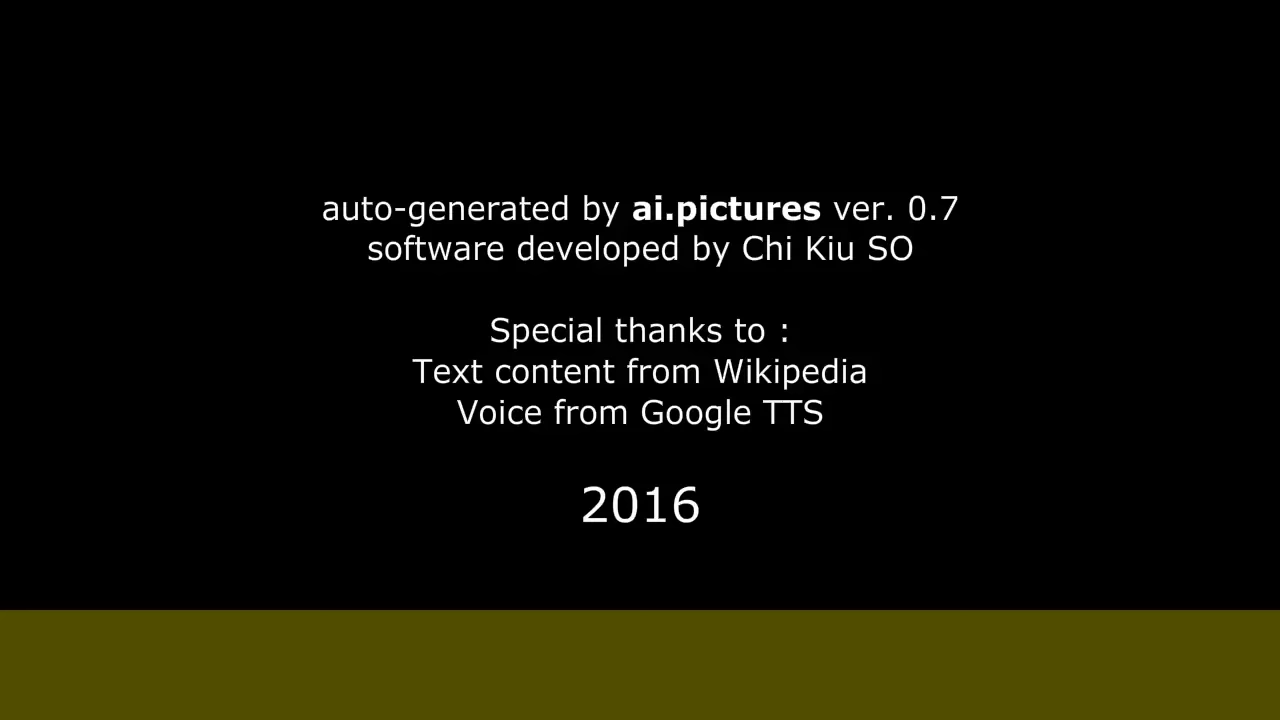 auto-generated by ai.pictures ver. 0.7
software developed by Chi Kiu SO
Special thanks to :
Text content from Wikipedia
Voice from Google TTS
2016